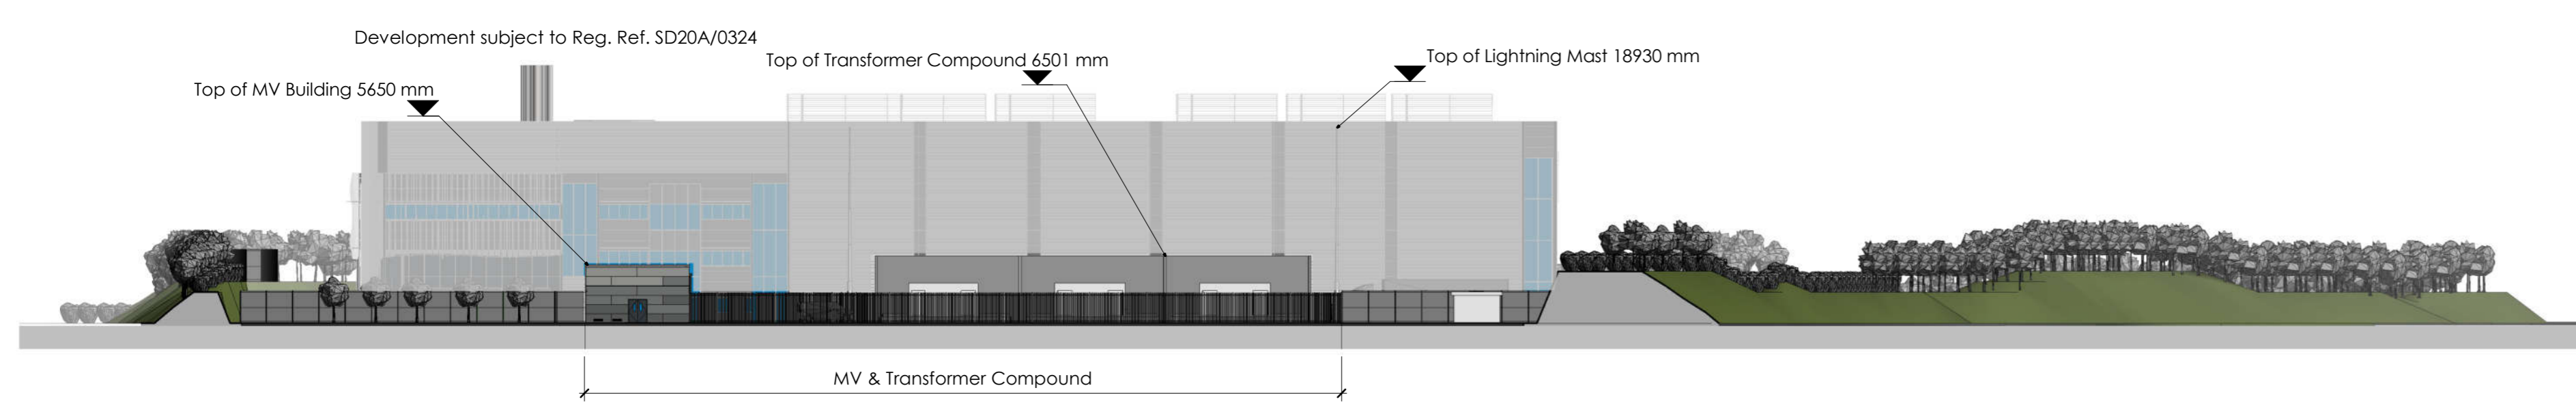 Development subject to Reg. Ref. SD20A/0324
Top of Transformer Compound 6501 mm
Top of Lightning Mast 18930 mm
Top of MV Building 5650 mm
MV & Transformer Compound